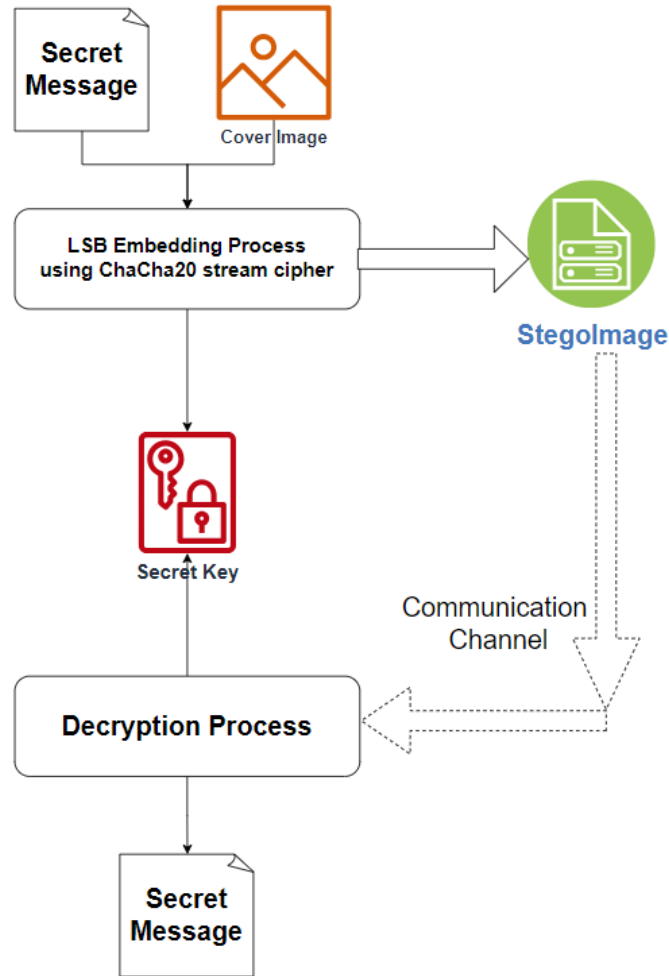 Secret
Message
Cover Image
LSB Embedding Process
using ChaCha20 stream cipher
StegoImage
Secret Key
Communication
Channel
Decryption Process
Secret
Message